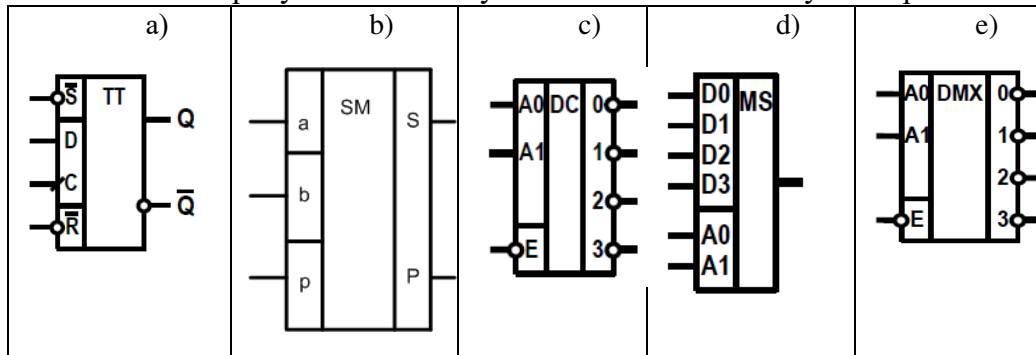 a)
S̅ TT
D Q
C
R̅ Q̅
b)
SM
a S
b
p P
c)
A0 DC 0
A1 1
2
E 3
d)
D0 MS
D1
D2
D3
A0
A1
e)
A0 DMX 0
A1 1
2
E 3